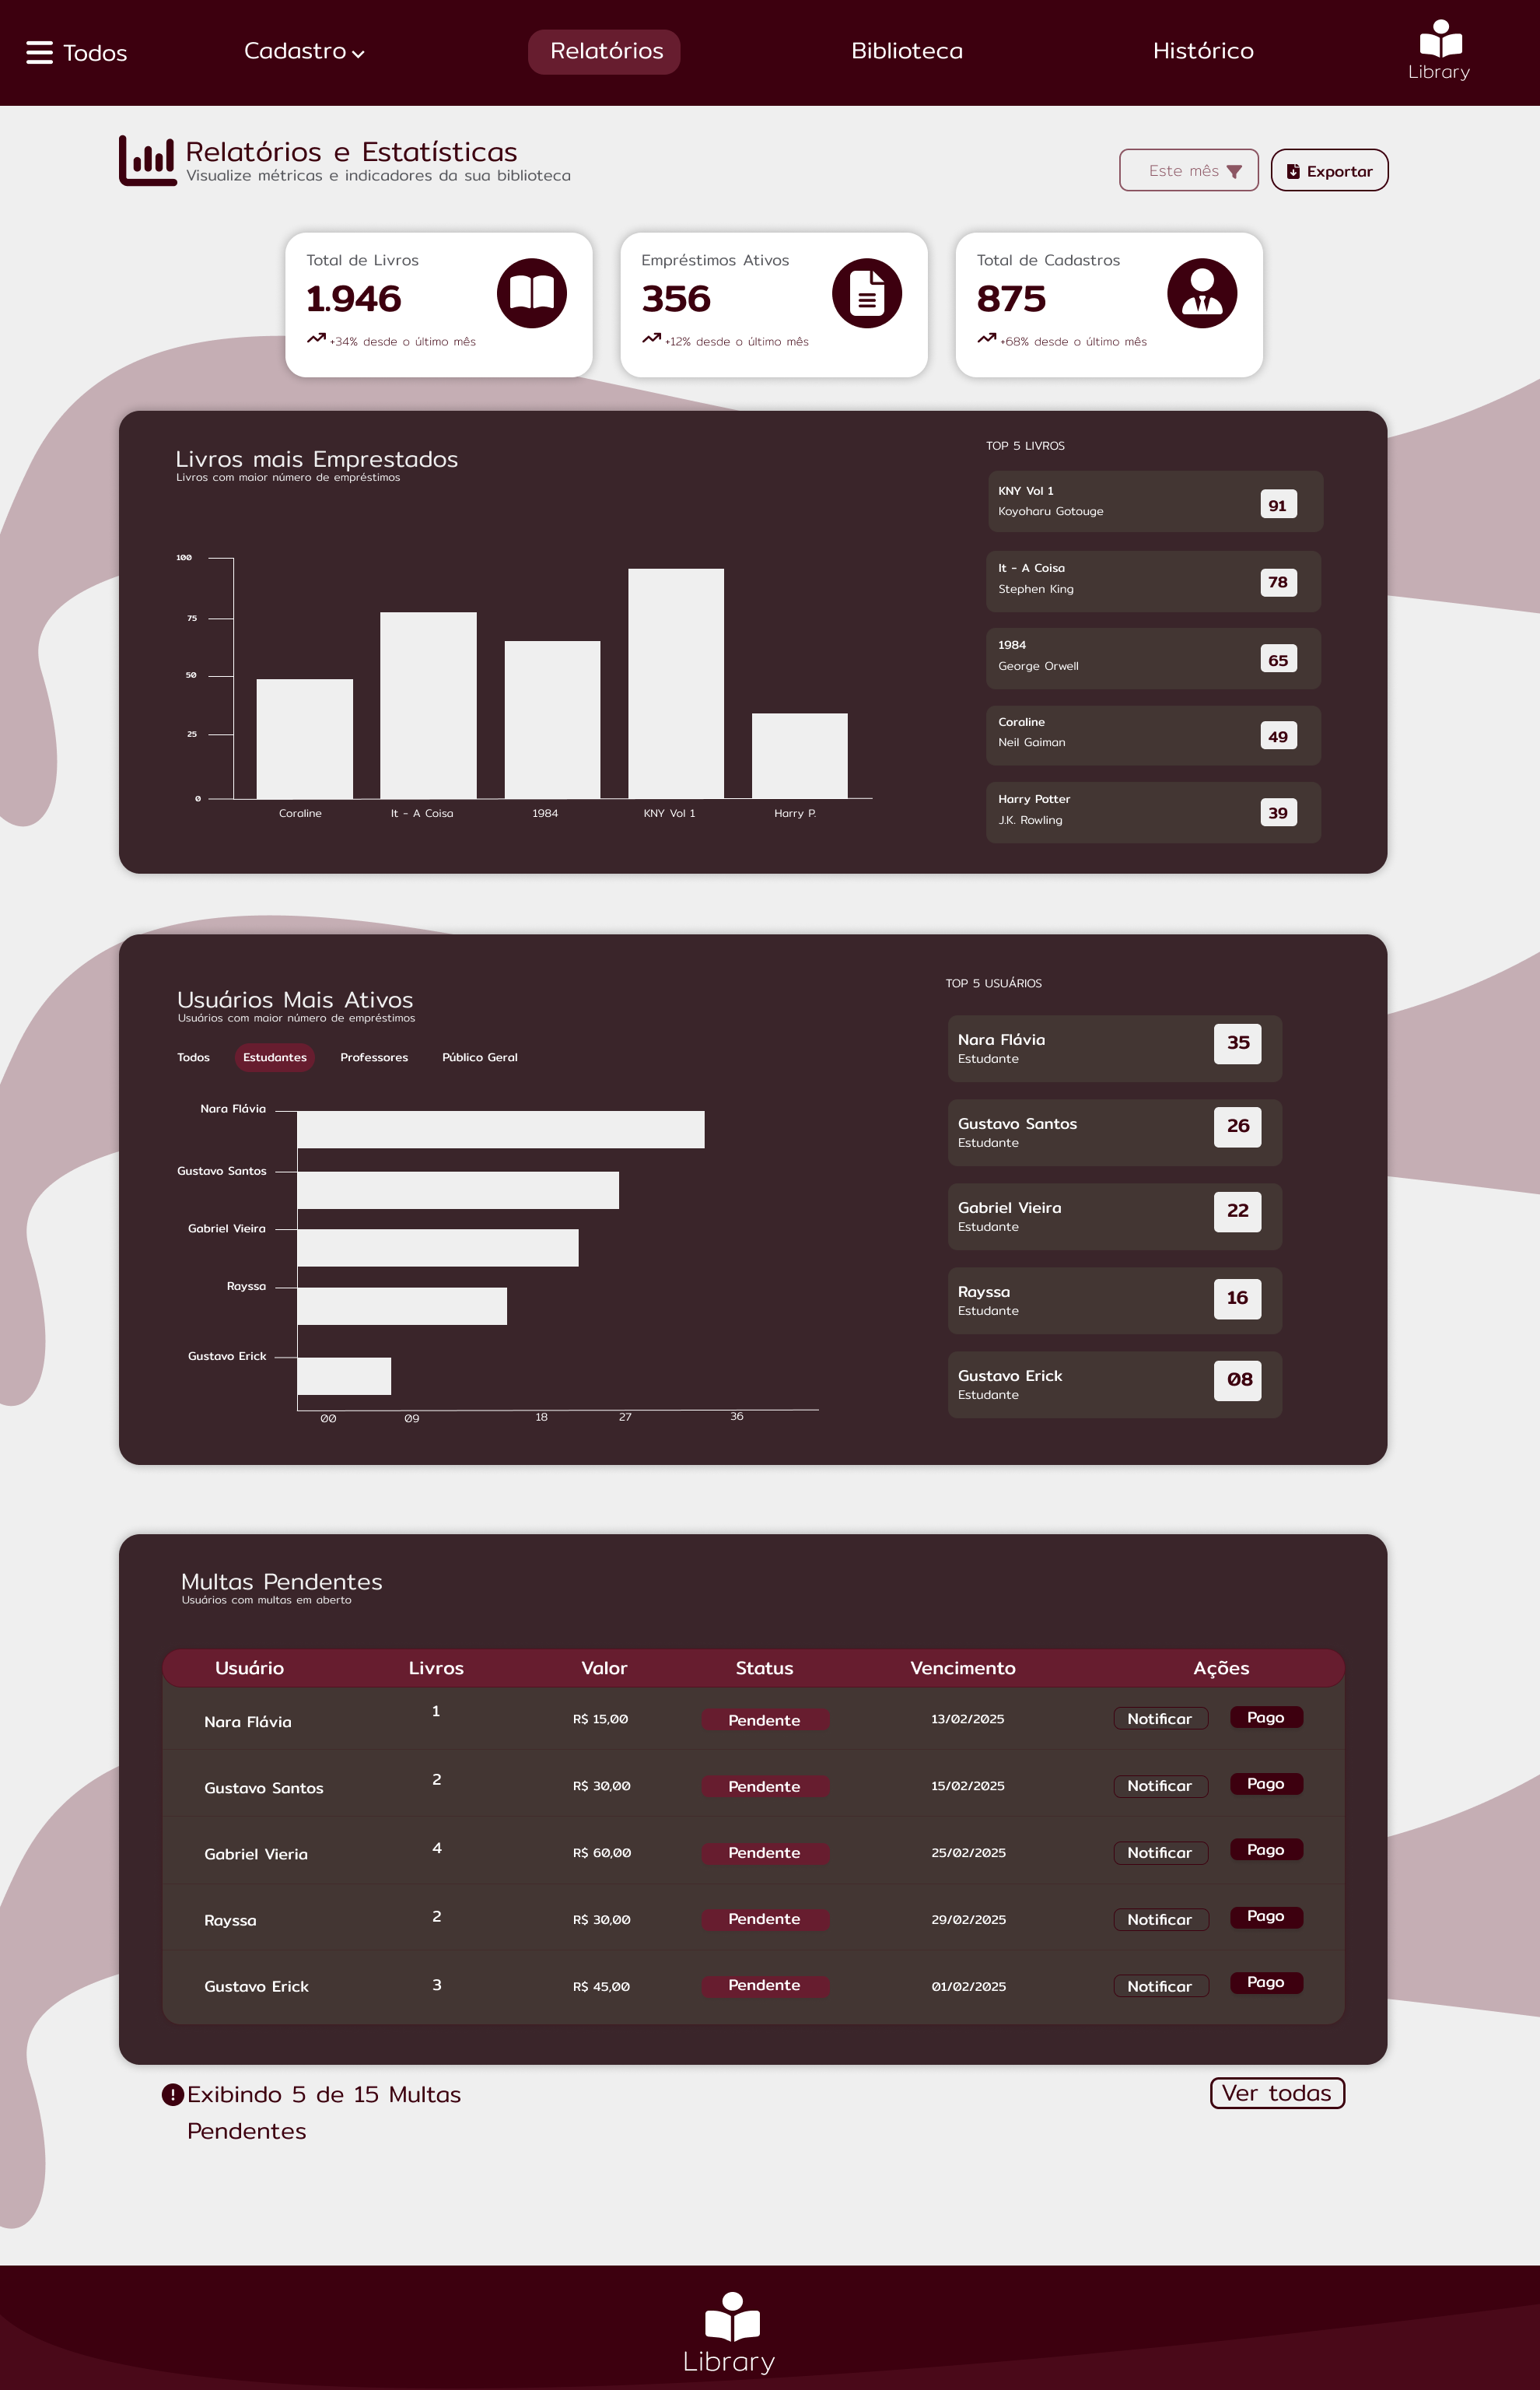 Todos
Cadastro
Relatórios
Biblioteca
Histórico
Library
Relatórios e Estatísticas
Visualize métricas e indicadores da sua biblioteca
Este mês
Exportar
Total de Livros
1.946
+34% desde o último mês
Empréstimos Ativos
356
+12% desde o último mês
Total de Cadastros
875
+68% desde o último mês
Livros mais Emprestados
Livros com maior número de empréstimos
100
75
50
25
0
Coraline
It - A Coisa
1984
KNY Vol 1
Harry P.
TOP 5 LIVROS
KNY Vol 1
Koyoharu Gotouge
91
It - A Coisa
Stephen King
78
1984
George Orwell
65
Coraline
Neil Gaiman
49
Harry Potter
J.K. Rowling
39
Usuários Mais Ativos
Usuários com maior número de empréstimos
Todos
Estudantes
Professores
Público Geral
Nara Flávia
Gustavo Santos
Gabriel Vieira
Rayssa
Gustavo Erick
00
09
18
27
36
TOP 5 USUÁRIOS
Nara Flávia
Estudante
35
Gustavo Santos
Estudante
26
Gabriel Vieira
Estudante
22
Rayssa
Estudante
16
Gustavo Erick
Estudante
08
Multas Pendentes
Usuários com multas em aberto
Usuário Livros Valor Status Vencimento Ações
Nara Flávia 1 R$ 15,00 Pendente 13/02/2025 Notificar Pago
Gustavo Santos 2 R$ 30,00 Pendente 15/02/2025 Notificar Pago
Gabriel Vieria 4 R$ 60,00 Pendente 25/02/2025 Notificar Pago
Rayssa 2 R$ 30,00 Pendente 29/02/2025 Notificar Pago
Gustavo Erick 3 R$ 45,00 Pendente 01/02/2025 Notificar Pago
Exibindo 5 de 15 Multas
Pendentes
Ver todas
Library